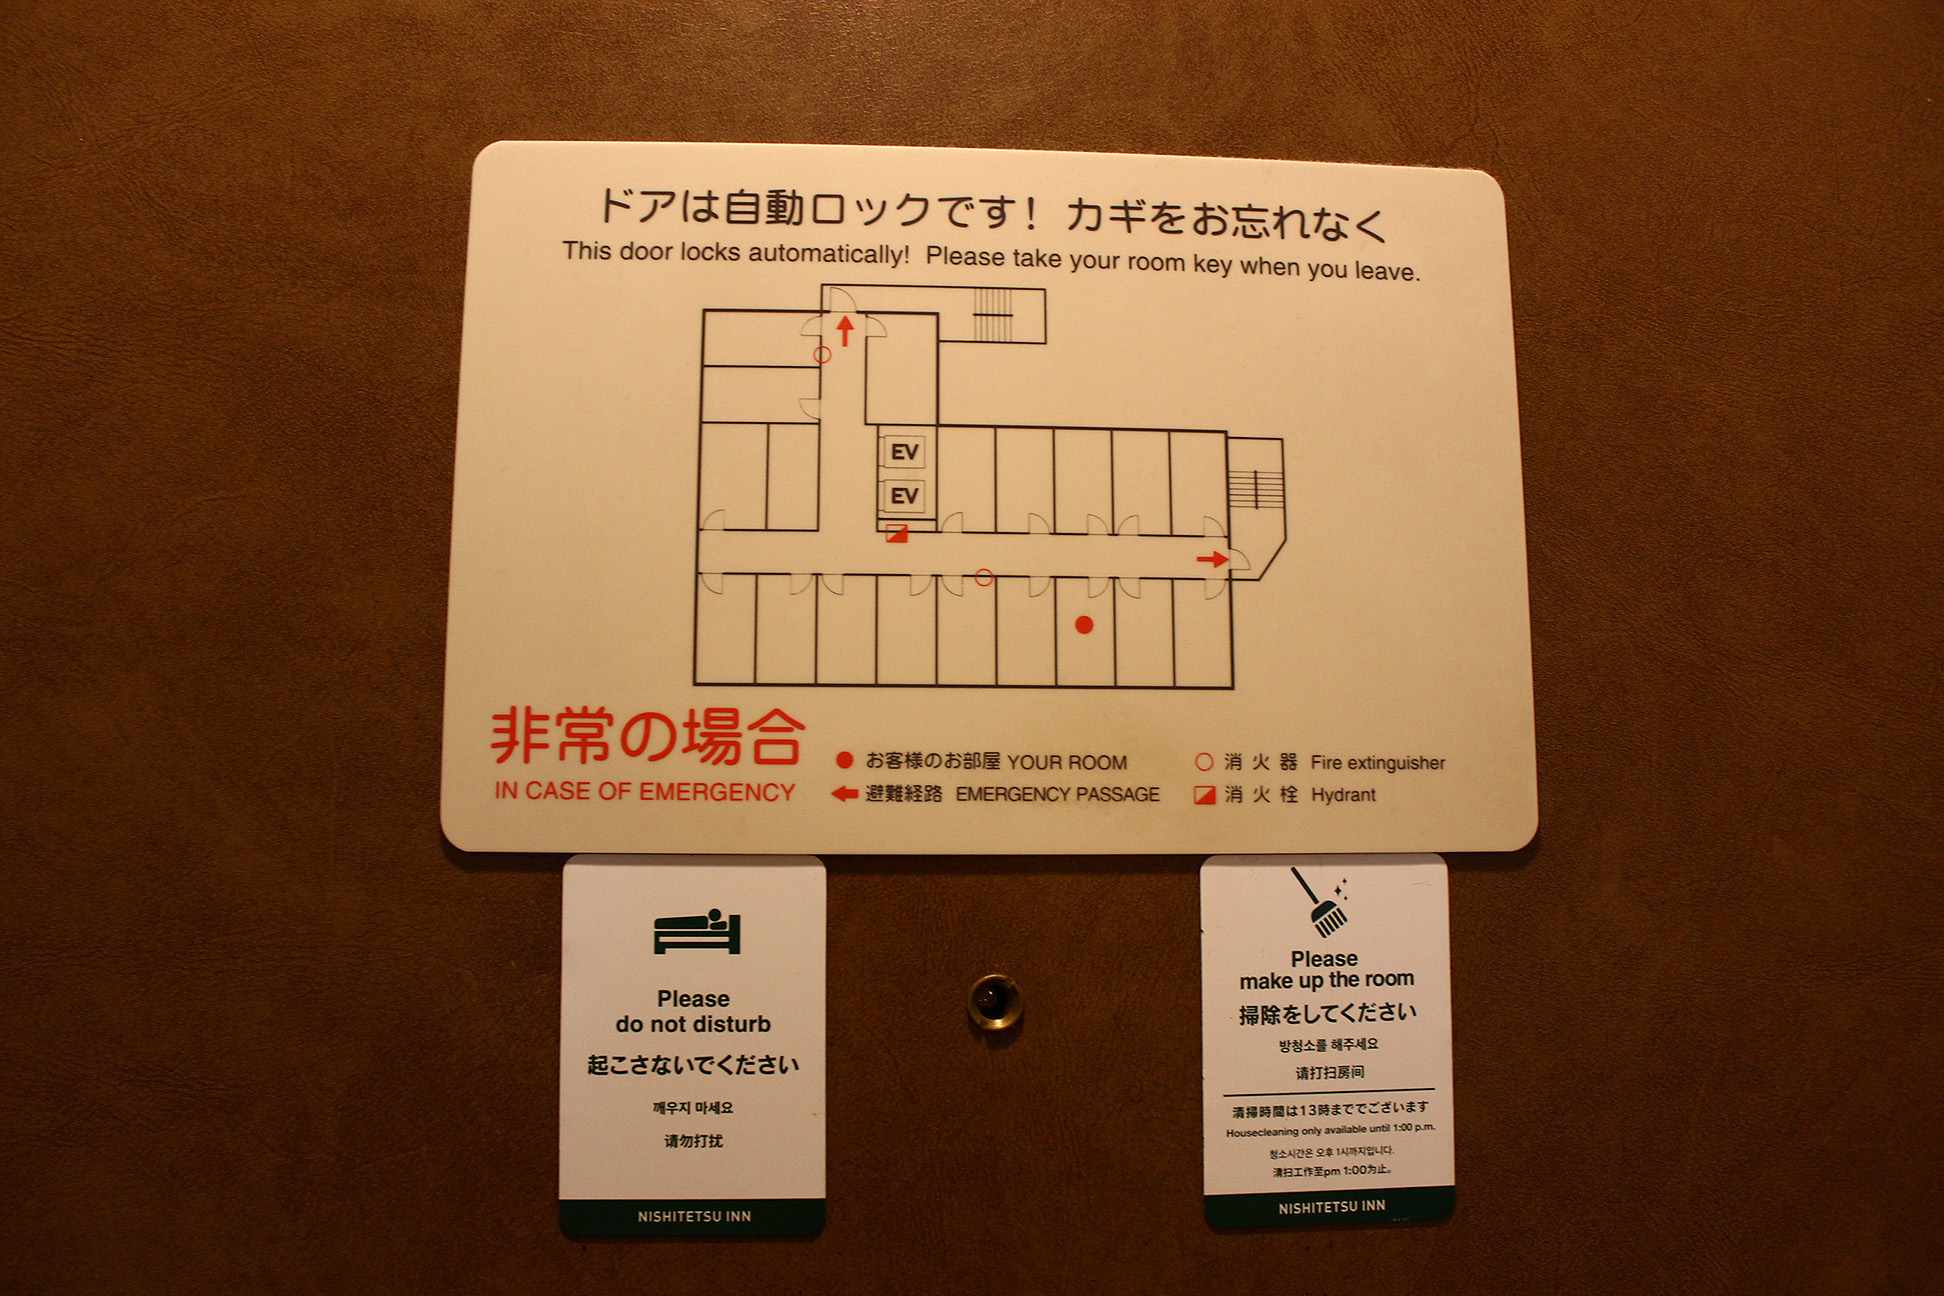 ドアは自動ロックです! カギをお忘れなく
This door locks automatically! Please take your room key when you leave.
EV
EV
非常の場合
IN CASE OF EMERGENCY
お客様のお部屋 YOUR ROOM
避難経路 EMERGENCY PASSAGE
消火器 Fire extinguisher
消火栓 Hydrant
Please
do not disturb
起こさないでください
깨우지 마세요
请勿打扰
NISHITETSU INN
Please
make up the room
掃除をしてください
방청소를 해주세요
请打扫房间
清掃時間は13時まででございます
Housecleaning only available until 1:00 p.m.
청소시간은 오후 1시까지입니다.
清扫工作至pm 1:00为止。
NISHITETSU INN